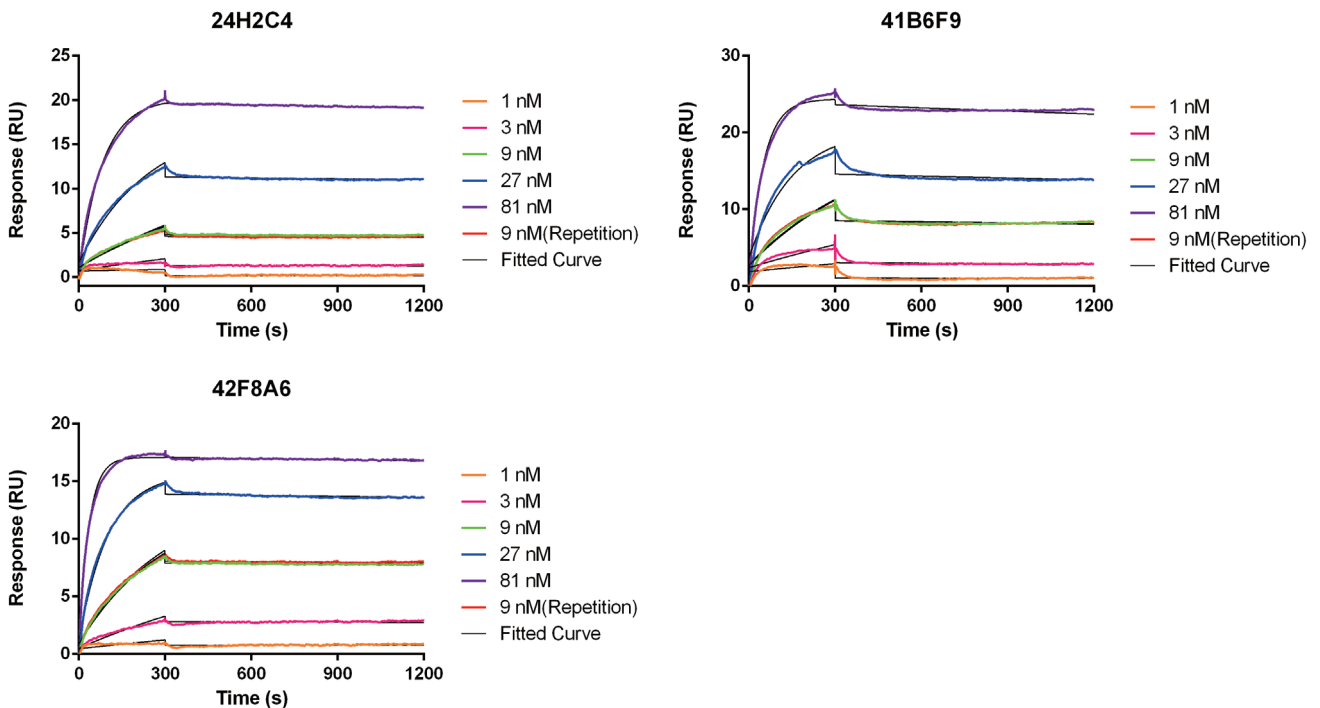 24H2C4
25
20
15
10
5
0
Response (RU)
0
300
600
900
1200
Time (s)
1 nM
3 nM
9 nM
27 nM
81 nM
9 nM(Repetition)
Fitted Curve
41B6F9
30
20
10
0
Response (RU)
0
300
600
900
1200
Time (s)
1 nM
3 nM
9 nM
27 nM
81 nM
9 nM(Repetition)
Fitted Curve
42F8A6
20
15
10
5
0
Response (RU)
0
300
600
900
1200
Time (s)
1 nM
3 nM
9 nM
27 nM
81 nM
9 nM(Repetition)
Fitted Curve